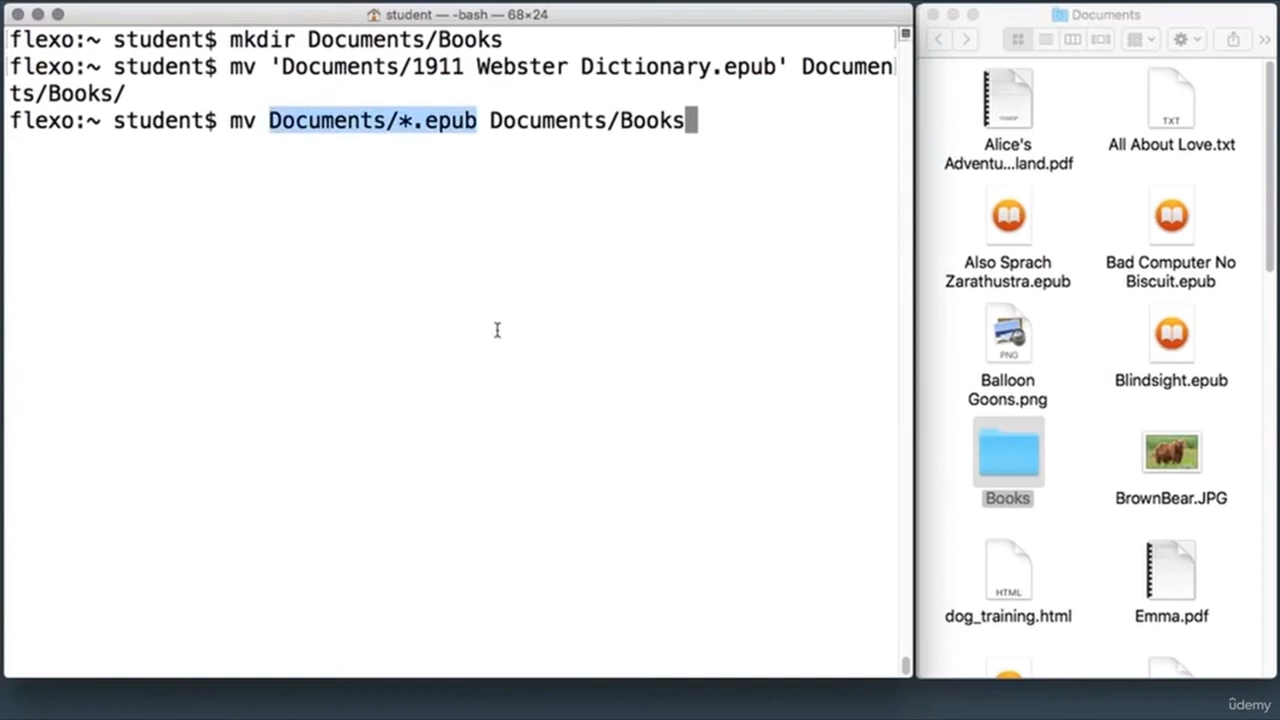 student — -bash — 68×24
flexo:~ student$ mkdir Documents/Books
flexo:~ student$ mv 'Documents/1911 Webster Dictionary.epub' Documen
ts/Books/
flexo:~ student$ mv Documents/*.epub Documents/Books
Documents
Alice's
Adventu...land.pdf
TXT
All About Love.txt
Also Sprach
Zarathustra.epub
Bad Computer No
Biscuit.epub
PNG
Balloon
Goons.png
Blindsight.epub
Books
BrownBear.JPG
HTML
dog_training.html
Emma.pdf
ûdemy